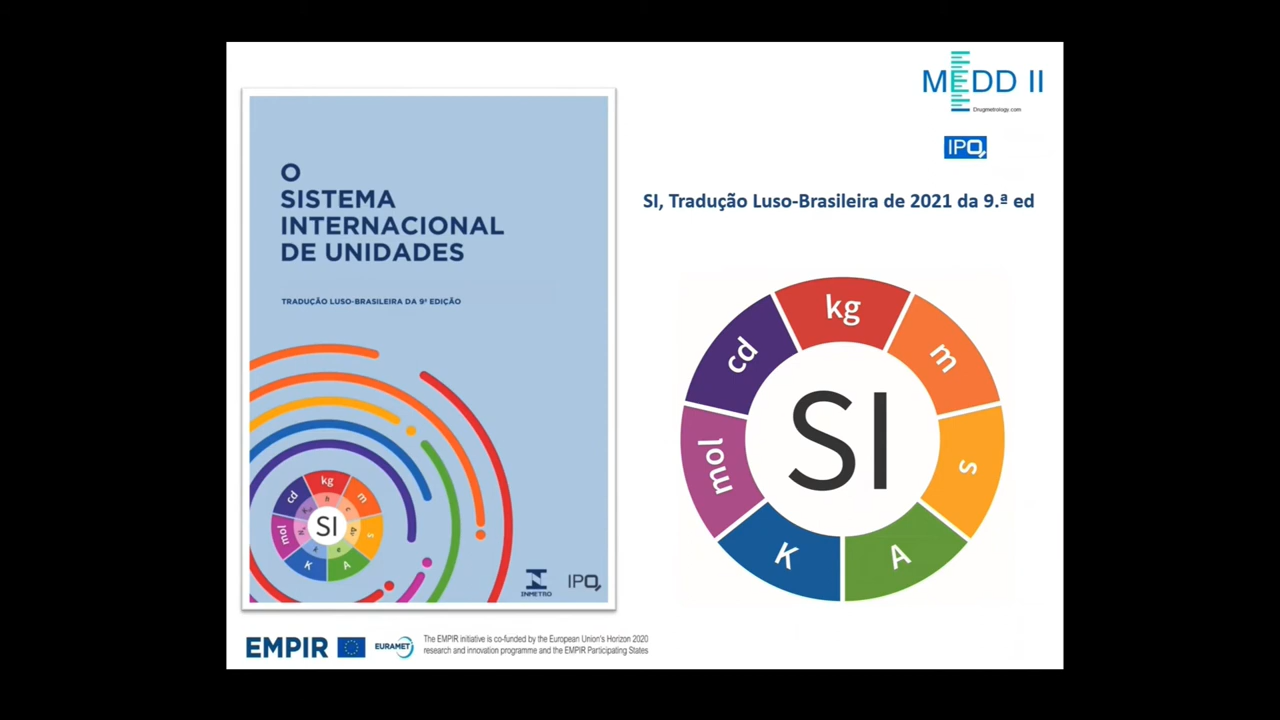 MEDD II
Drugmetrology.com
IPQ
SI, Tradução Luso-Brasileira de 2021 da 9.ª ed
O
SISTEMA
INTERNACIONAL
DE UNIDADES
TRADUÇÃO LUSO-BRASILEIRA DA 9ª EDIÇÃO
kg
m
s
A
K
mol
cd
SI
INMETRO
IPQ
kg
m
s
A
K
mol
cd
SI
EMPIR
EURAMET
The EMPIR initiative is co-funded by the European Union's Horizon 2020
research and innovation programme and the EMPIR Participating States